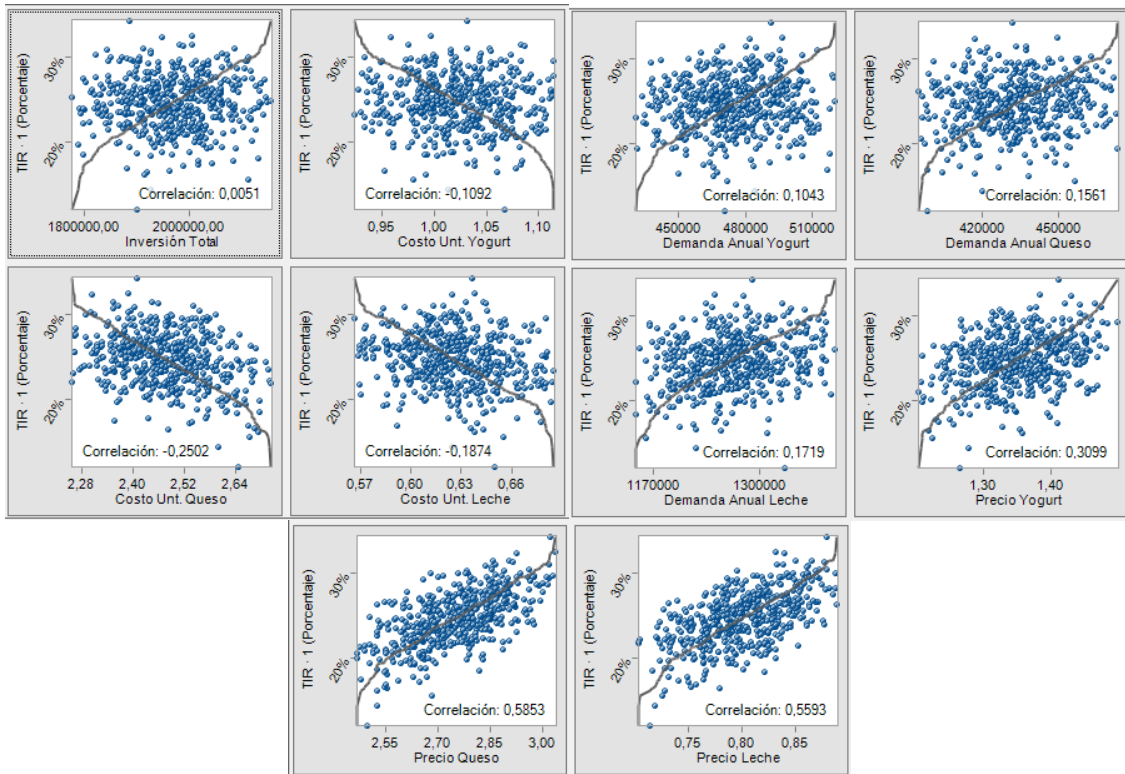 TIR · 1 (Porcentaje)
30%
20%
Correlación: 0,0051
1800000,00 2000000,00
Inversión Total
TIR · 1 (Porcentaje)
30%
20%
Correlación: -0,1092
0,95 1,00 1,05 1,10
Costo Unt. Yogurt
TIR · 1 (Porcentaje)
30%
20%
Correlación: 0,1043
450000 480000 510000
Demanda Anual Yogurt
TIR · 1 (Porcentaje)
30%
20%
Correlación: 0,1561
420000 450000
Demanda Anual Queso
TIR · 1 (Porcentaje)
30%
20%
Correlación: -0,2502
2,28 2,40 2,52 2,64
Costo Unt. Queso
TIR · 1 (Porcentaje)
30%
20%
Correlación: -0,1874
0,57 0,60 0,63 0,66
Costo Unt. Leche
TIR · 1 (Porcentaje)
30%
20%
Correlación: 0,1719
1170000 1300000
Demanda Anual Leche
TIR · 1 (Porcentaje)
30%
20%
Correlación: 0,3099
1,30 1,40
Precio Yogurt
TIR · 1 (Porcentaje)
30%
20%
Correlación: 0,5853
2,55 2,70 2,85 3,00
Precio Queso
TIR · 1 (Porcentaje)
30%
20%
Correlación: 0,5593
0,75 0,80 0,85
Precio Leche